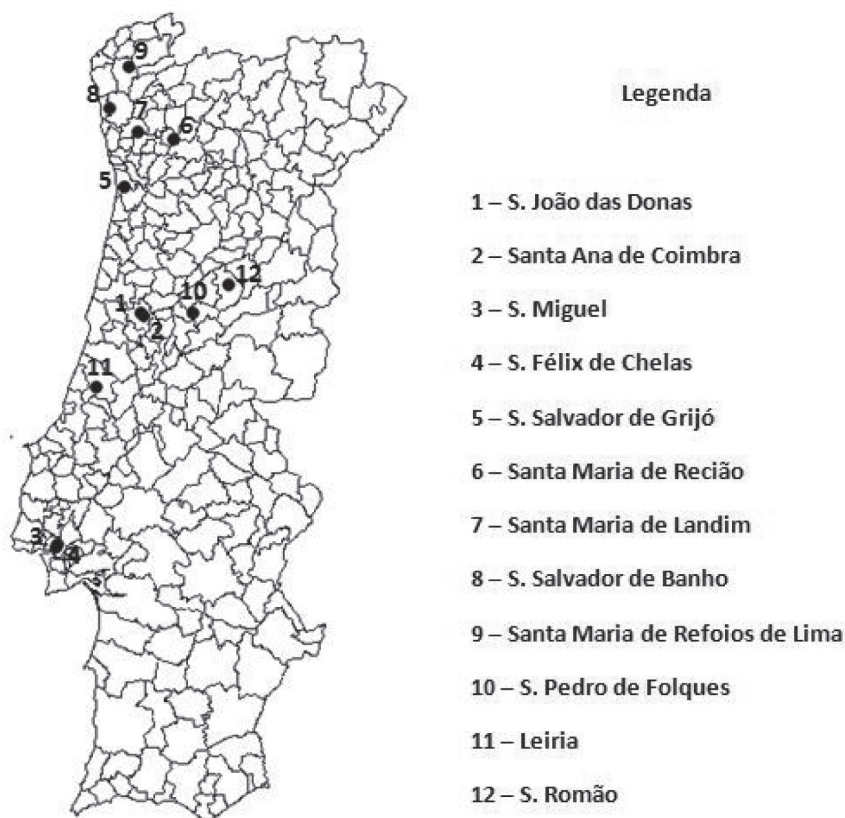 9
8
7
6
5
12
10
1
2
11
3
4
Legenda
1 – S. João das Donas
2 – Santa Ana de Coimbra
3 – S. Miguel
4 – S. Félix de Chelas
5 – S. Salvador de Grijó
6 – Santa Maria de Recião
7 – Santa Maria de Landim
8 – S. Salvador de Banho
9 – Santa Maria de Refoios de Lima
10 – S. Pedro de Folques
11 – Leiria
12 – S. Romão